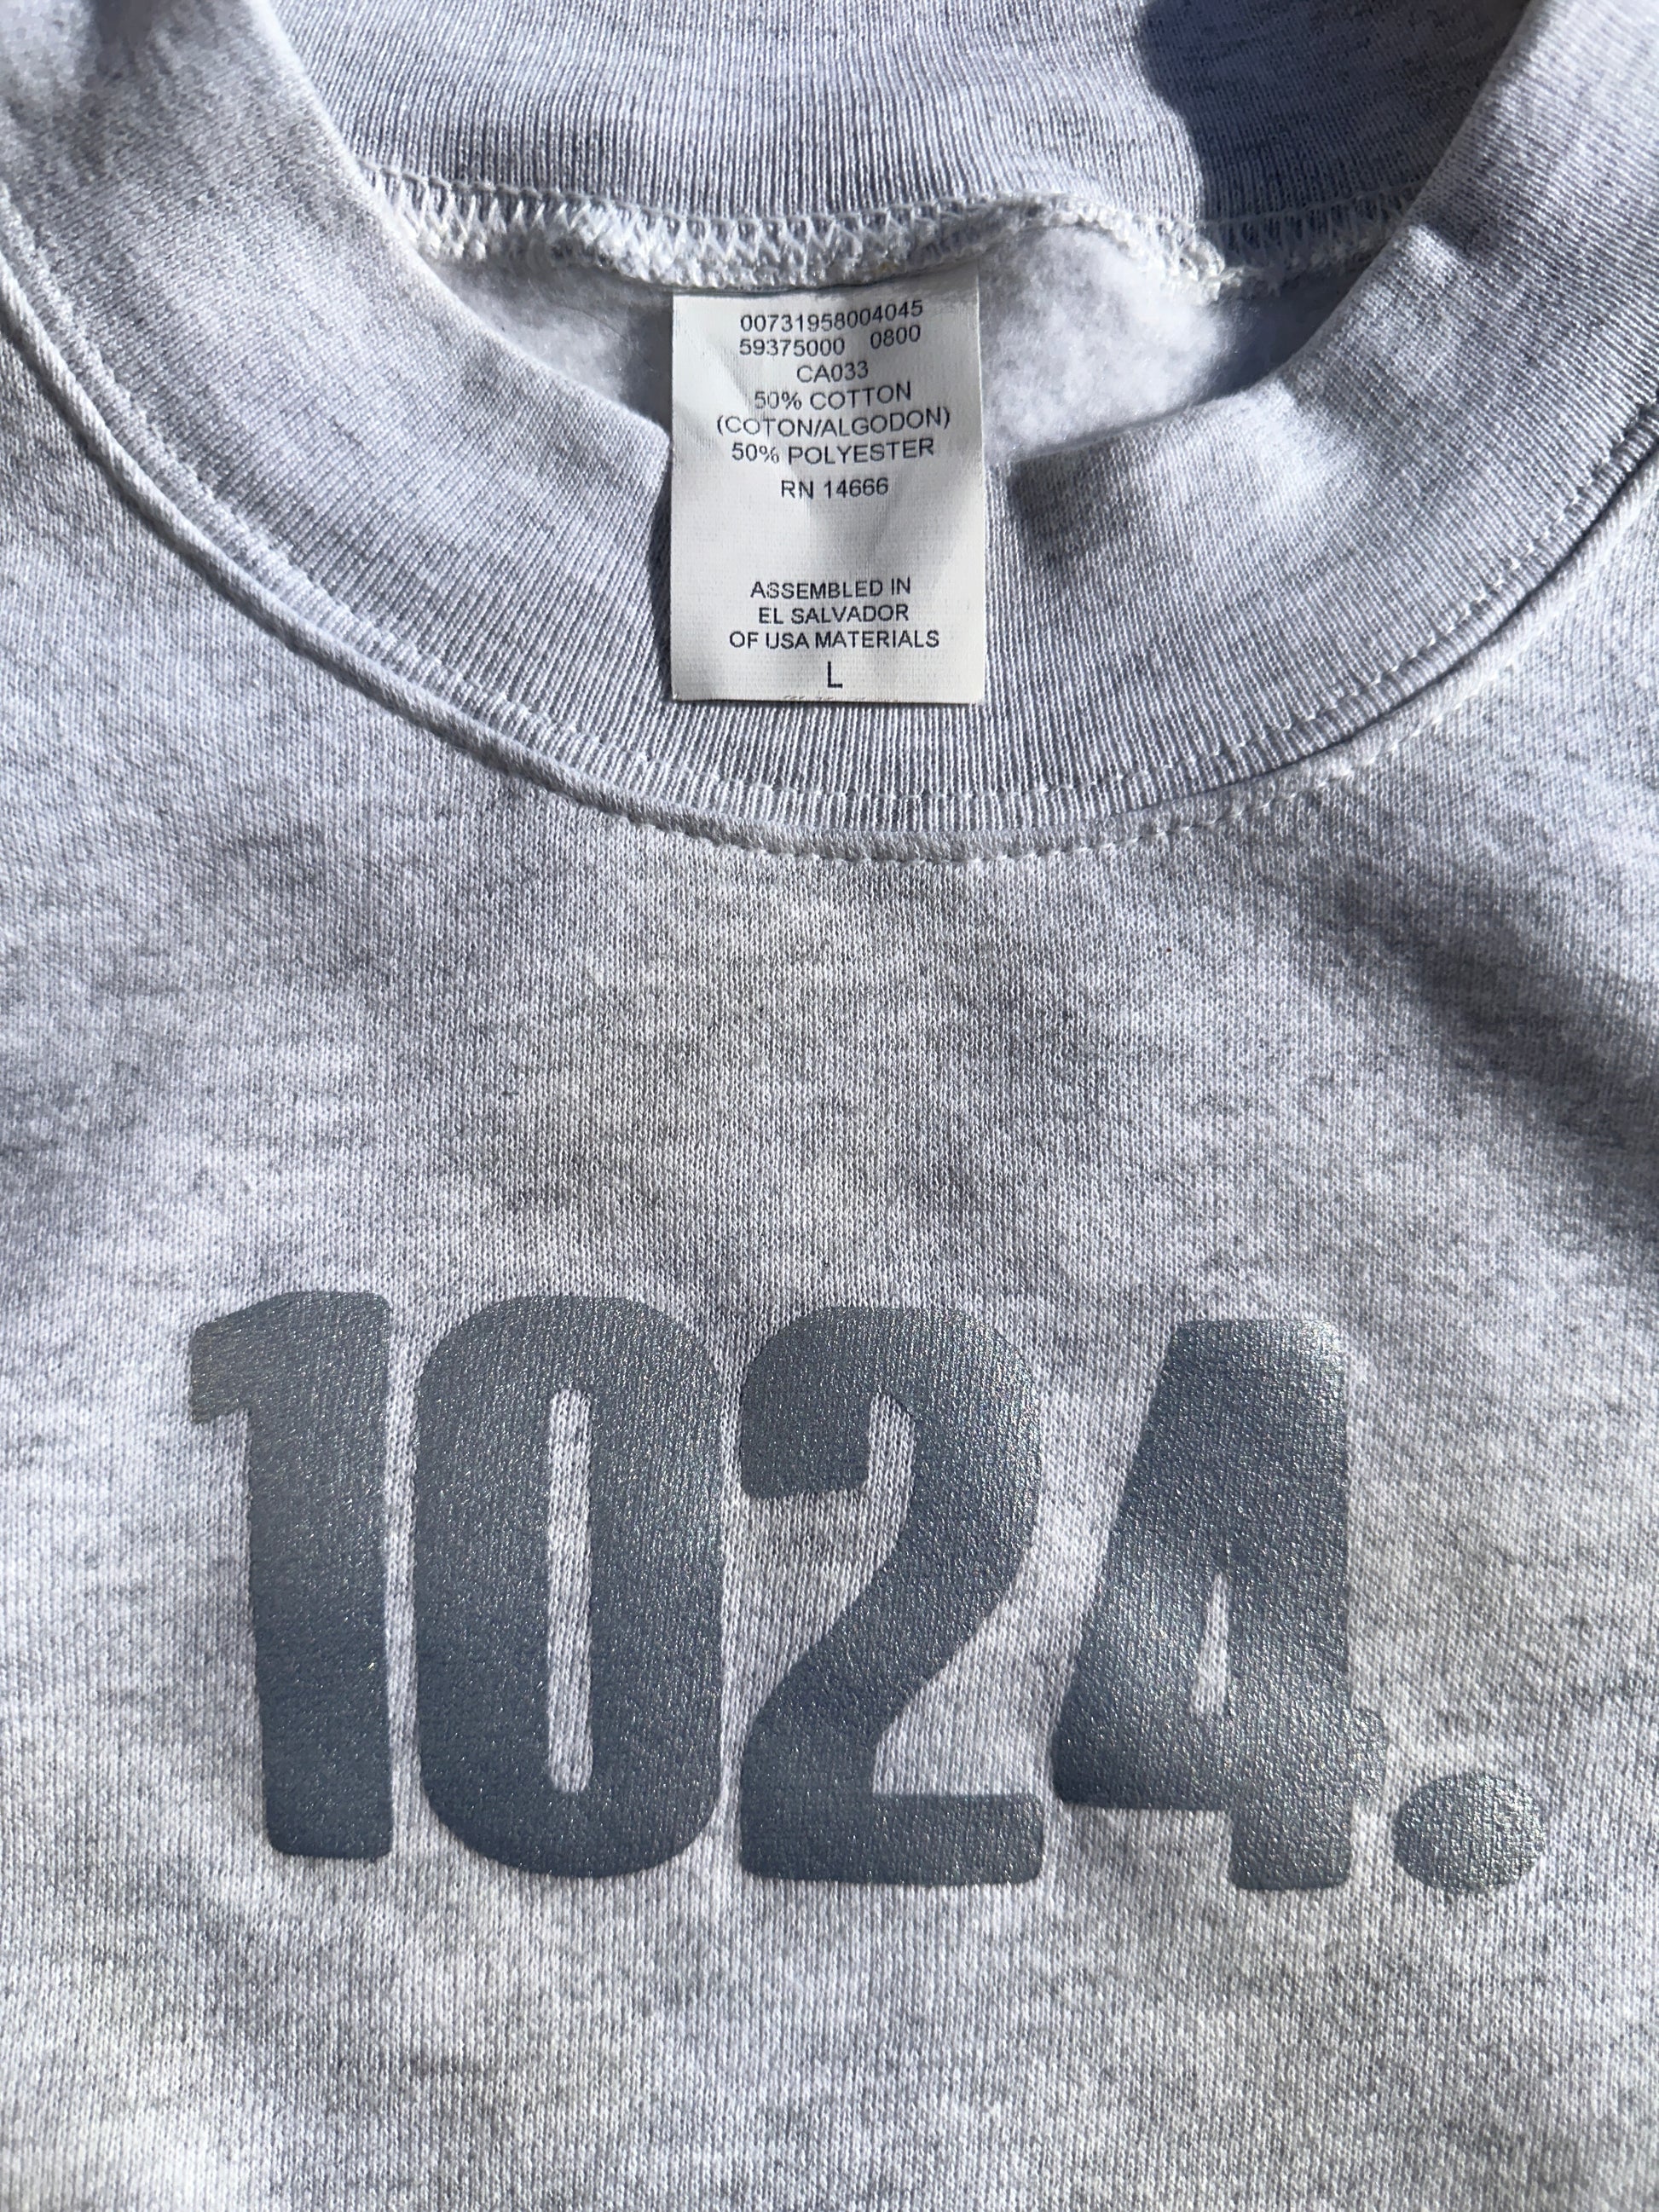 00731958004045
59375000 0800
CA033
50% COTTON
(COTON/ALGODON)
50% POLYESTER
RN 14666
ASSEMBLED IN
EL SALVADOR
OF USA MATERIALS
L
1024.